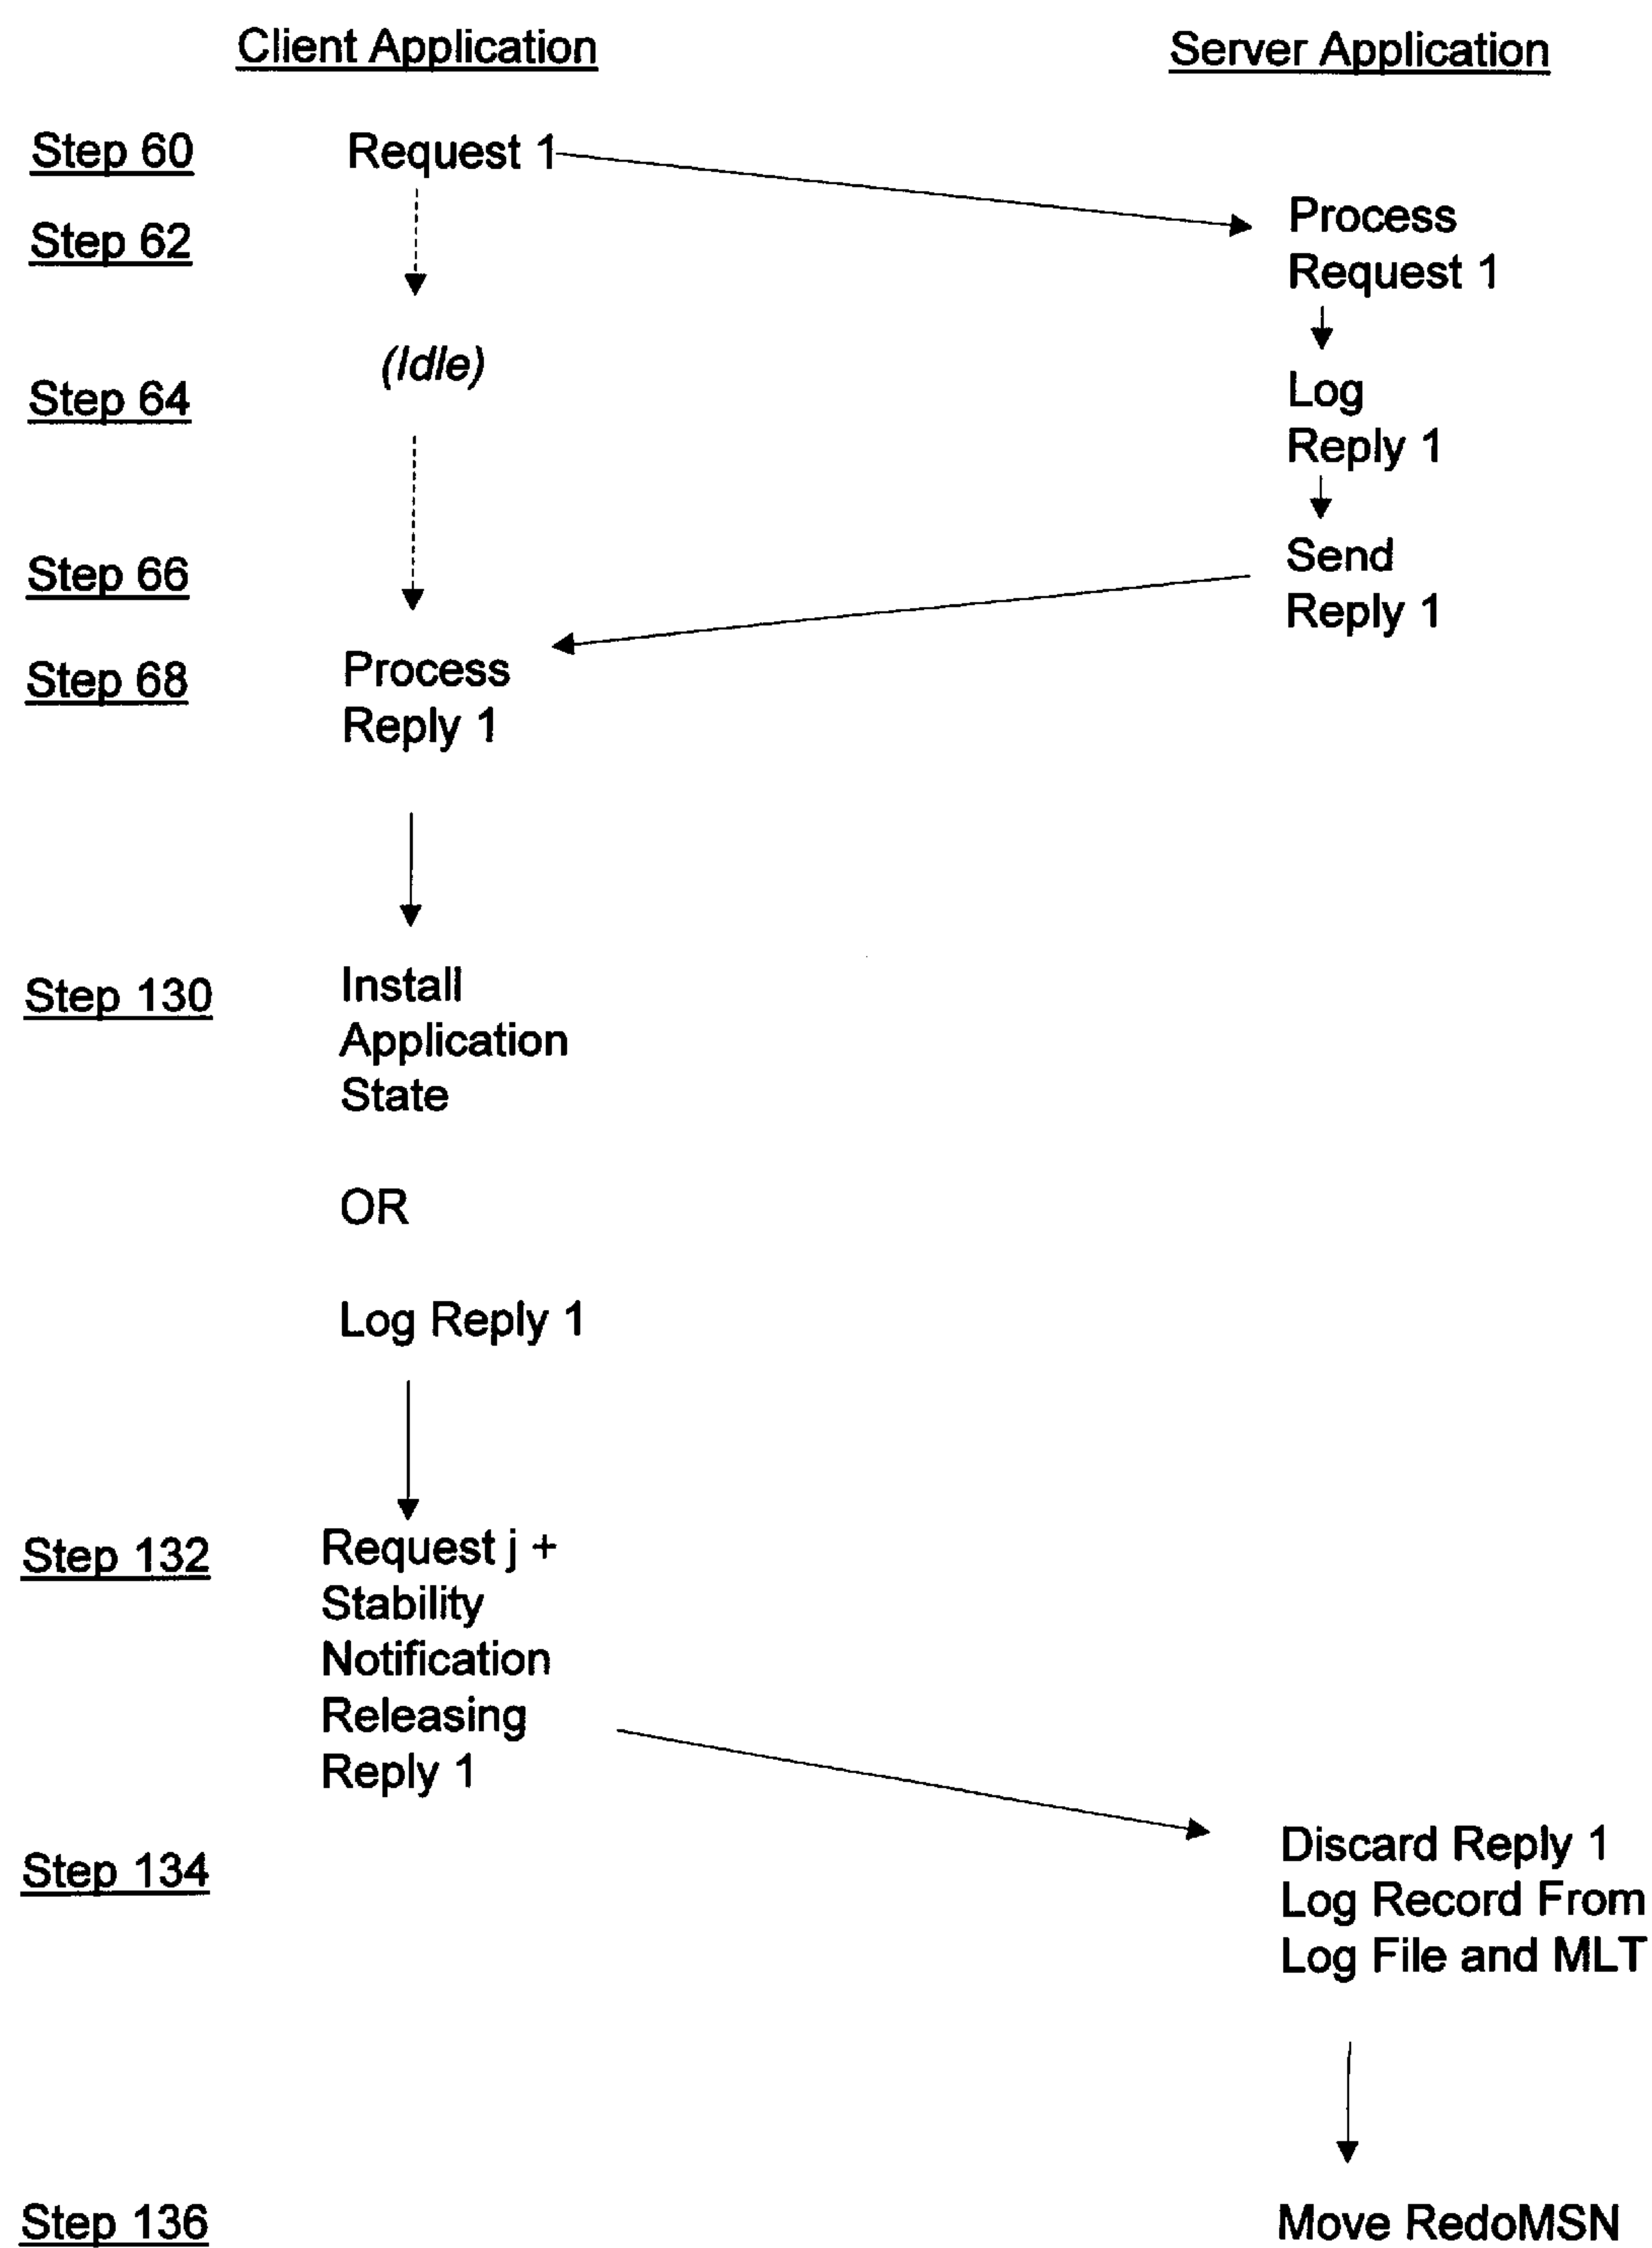 Client Application
Server Application
Step 60
Request 1
Process
Request 1
Step 62
(Idle)
Step 64
Log
Reply 1
Step 66
Send
Reply 1
Step 68
Process
Reply 1
Step 130
Install
Application
State
OR
Log Reply 1
Step 132
Request j +
Stability
Notification
Releasing
Reply 1
Step 134
Discard Reply 1
Log Record From
Log File and MLT
Step 136
Move RedoMSN